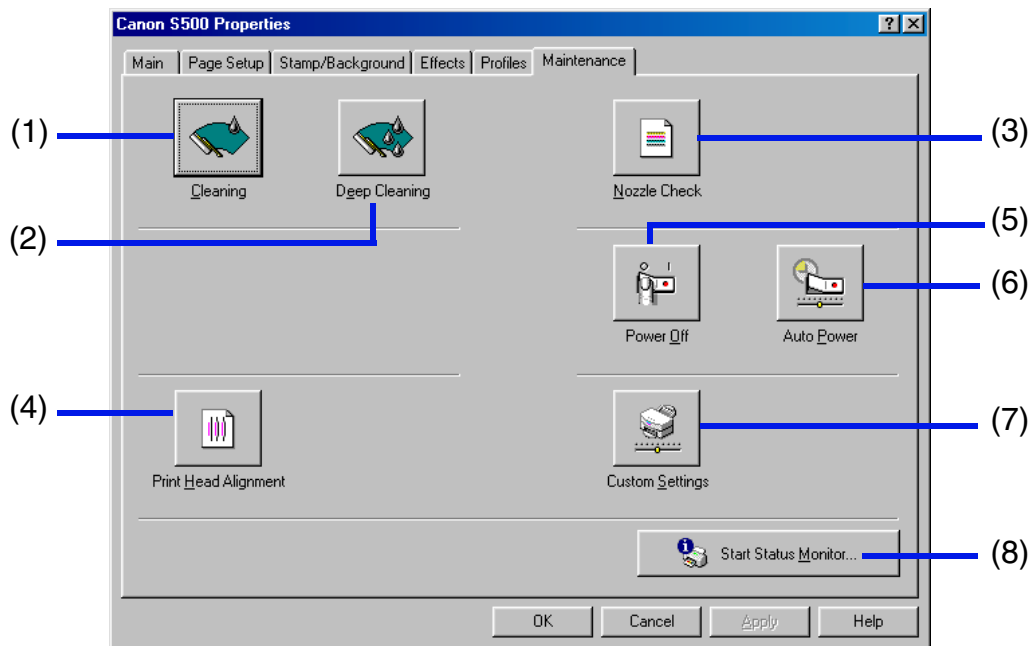 Canon S500 Properties
Main Page Setup Stamp/Background Effects Profiles Maintenance
(1)
(3)
Cleaning Deep Cleaning Nozzle Check
(2)
(5)
(6)
Power Off Auto Power
(4)
(7)
Print Head Alignment Custom Settings
Start Status Monitor...
(8)
OK Cancel Apply Help